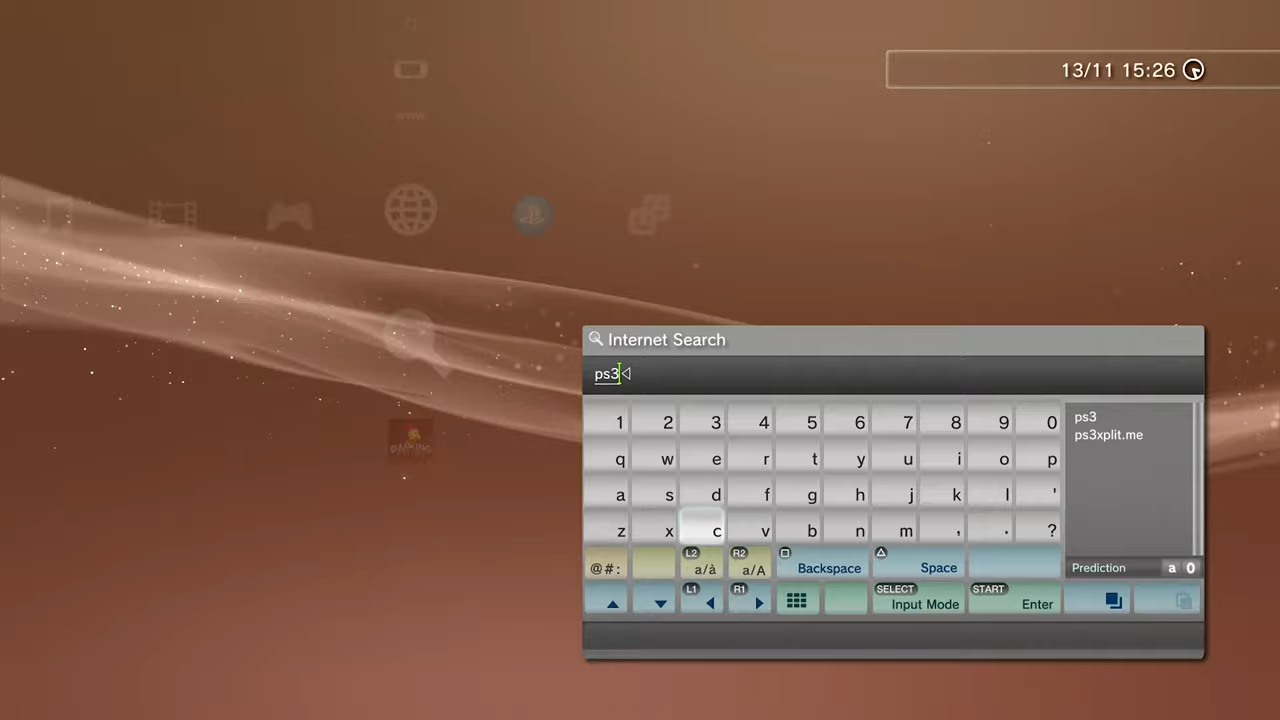 www
13/11 15:26
Internet Search
ps3
1 2 3 4 5 6 7 8 9 0
q w e r t y u i o p
a s d f g h j k l '
z x c v b n m , . ?
ps3
ps3xplit.me
@#: L2 a/à R2 a/A Backspace Space
Prediction a 0
L1 R1 SELECT Input Mode START Enter